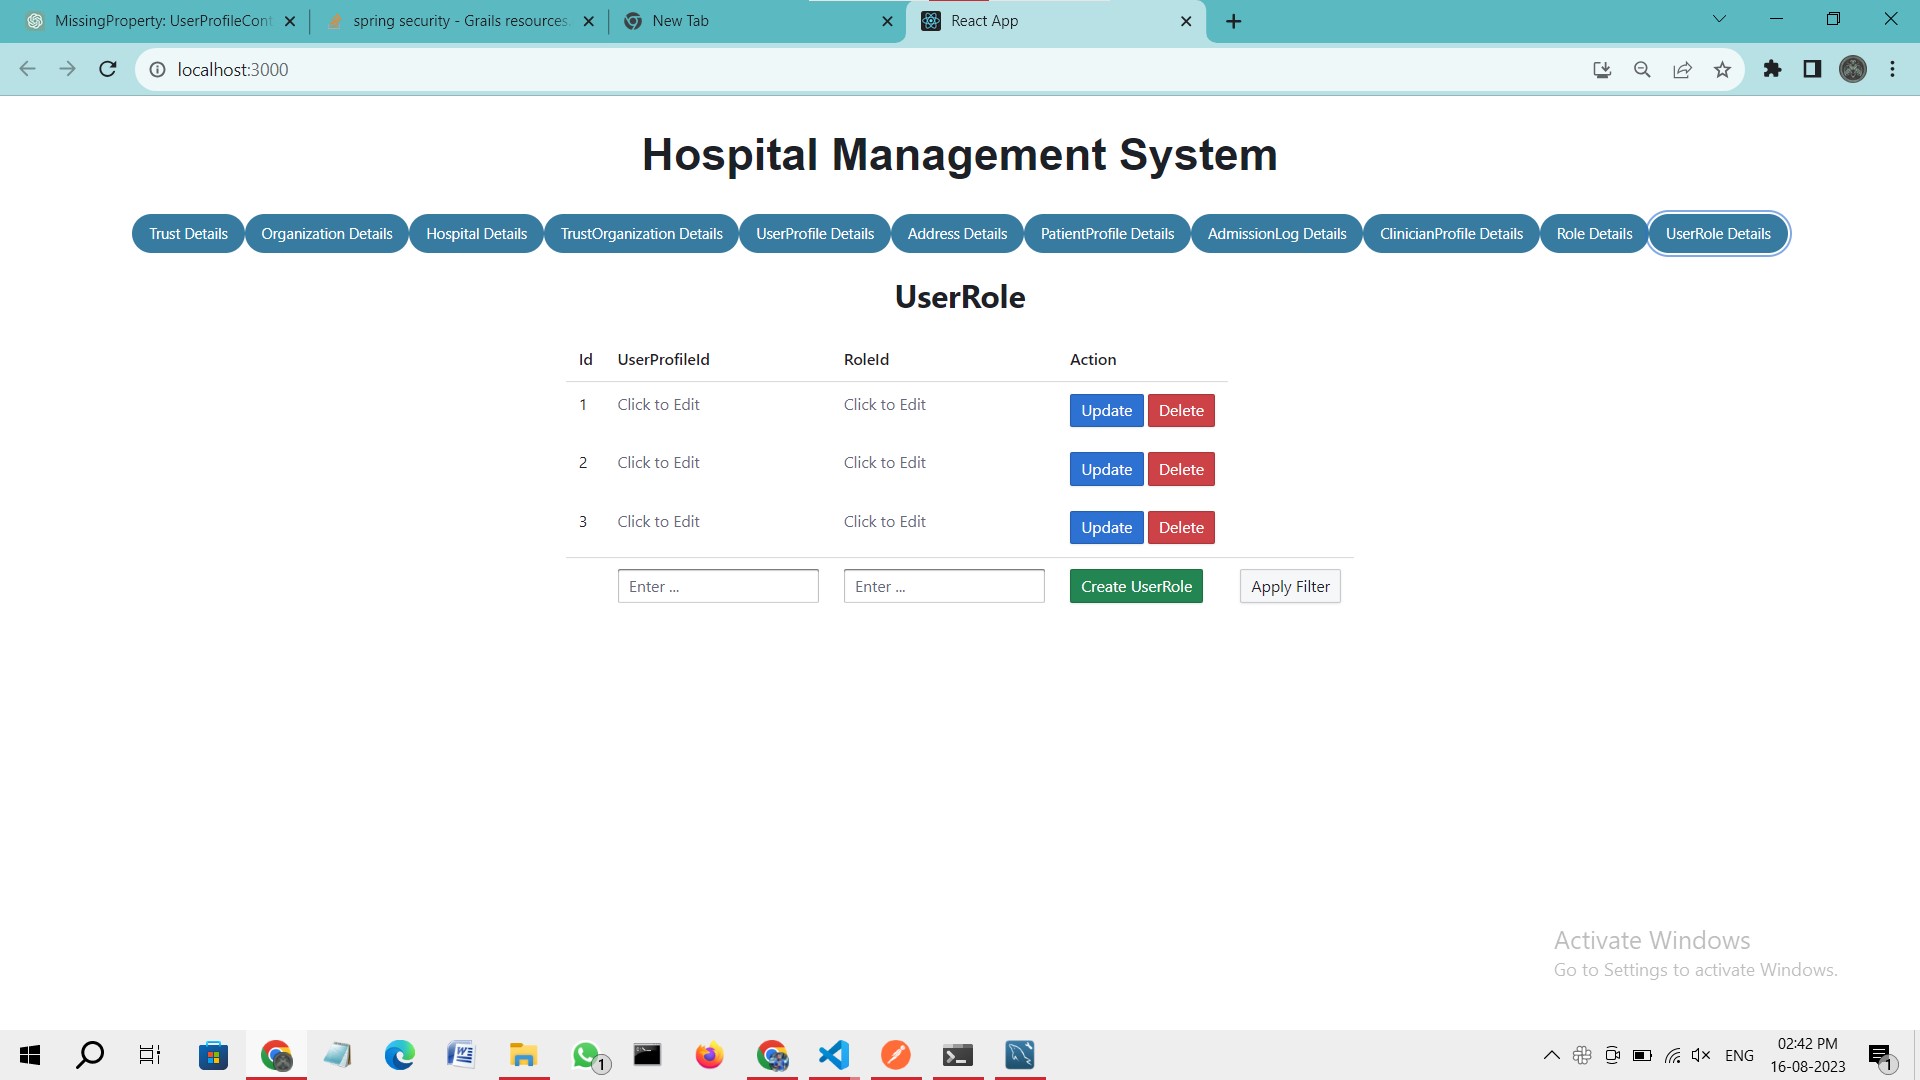 MissingProperty: UserProfileCont
spring security - Grails resources.
New Tab
React App
localhost:3000
Hospital Management System
Trust Details Organization Details Hospital Details TrustOrganization Details UserProfile Details Address Details PatientProfile Details AdmissionLog Details ClinicianProfile Details Role Details UserRole Details
UserRole
Id UserProfileId RoleId Action
1 Click to Edit Click to Edit Update Delete
2 Click to Edit Click to Edit Update Delete
3 Click to Edit Click to Edit Update Delete
Enter ... Enter ... Create UserRole Apply Filter
Activate Windows
Go to Settings to activate Windows.
1
ENG
02:42 PM
16-08-2023
1